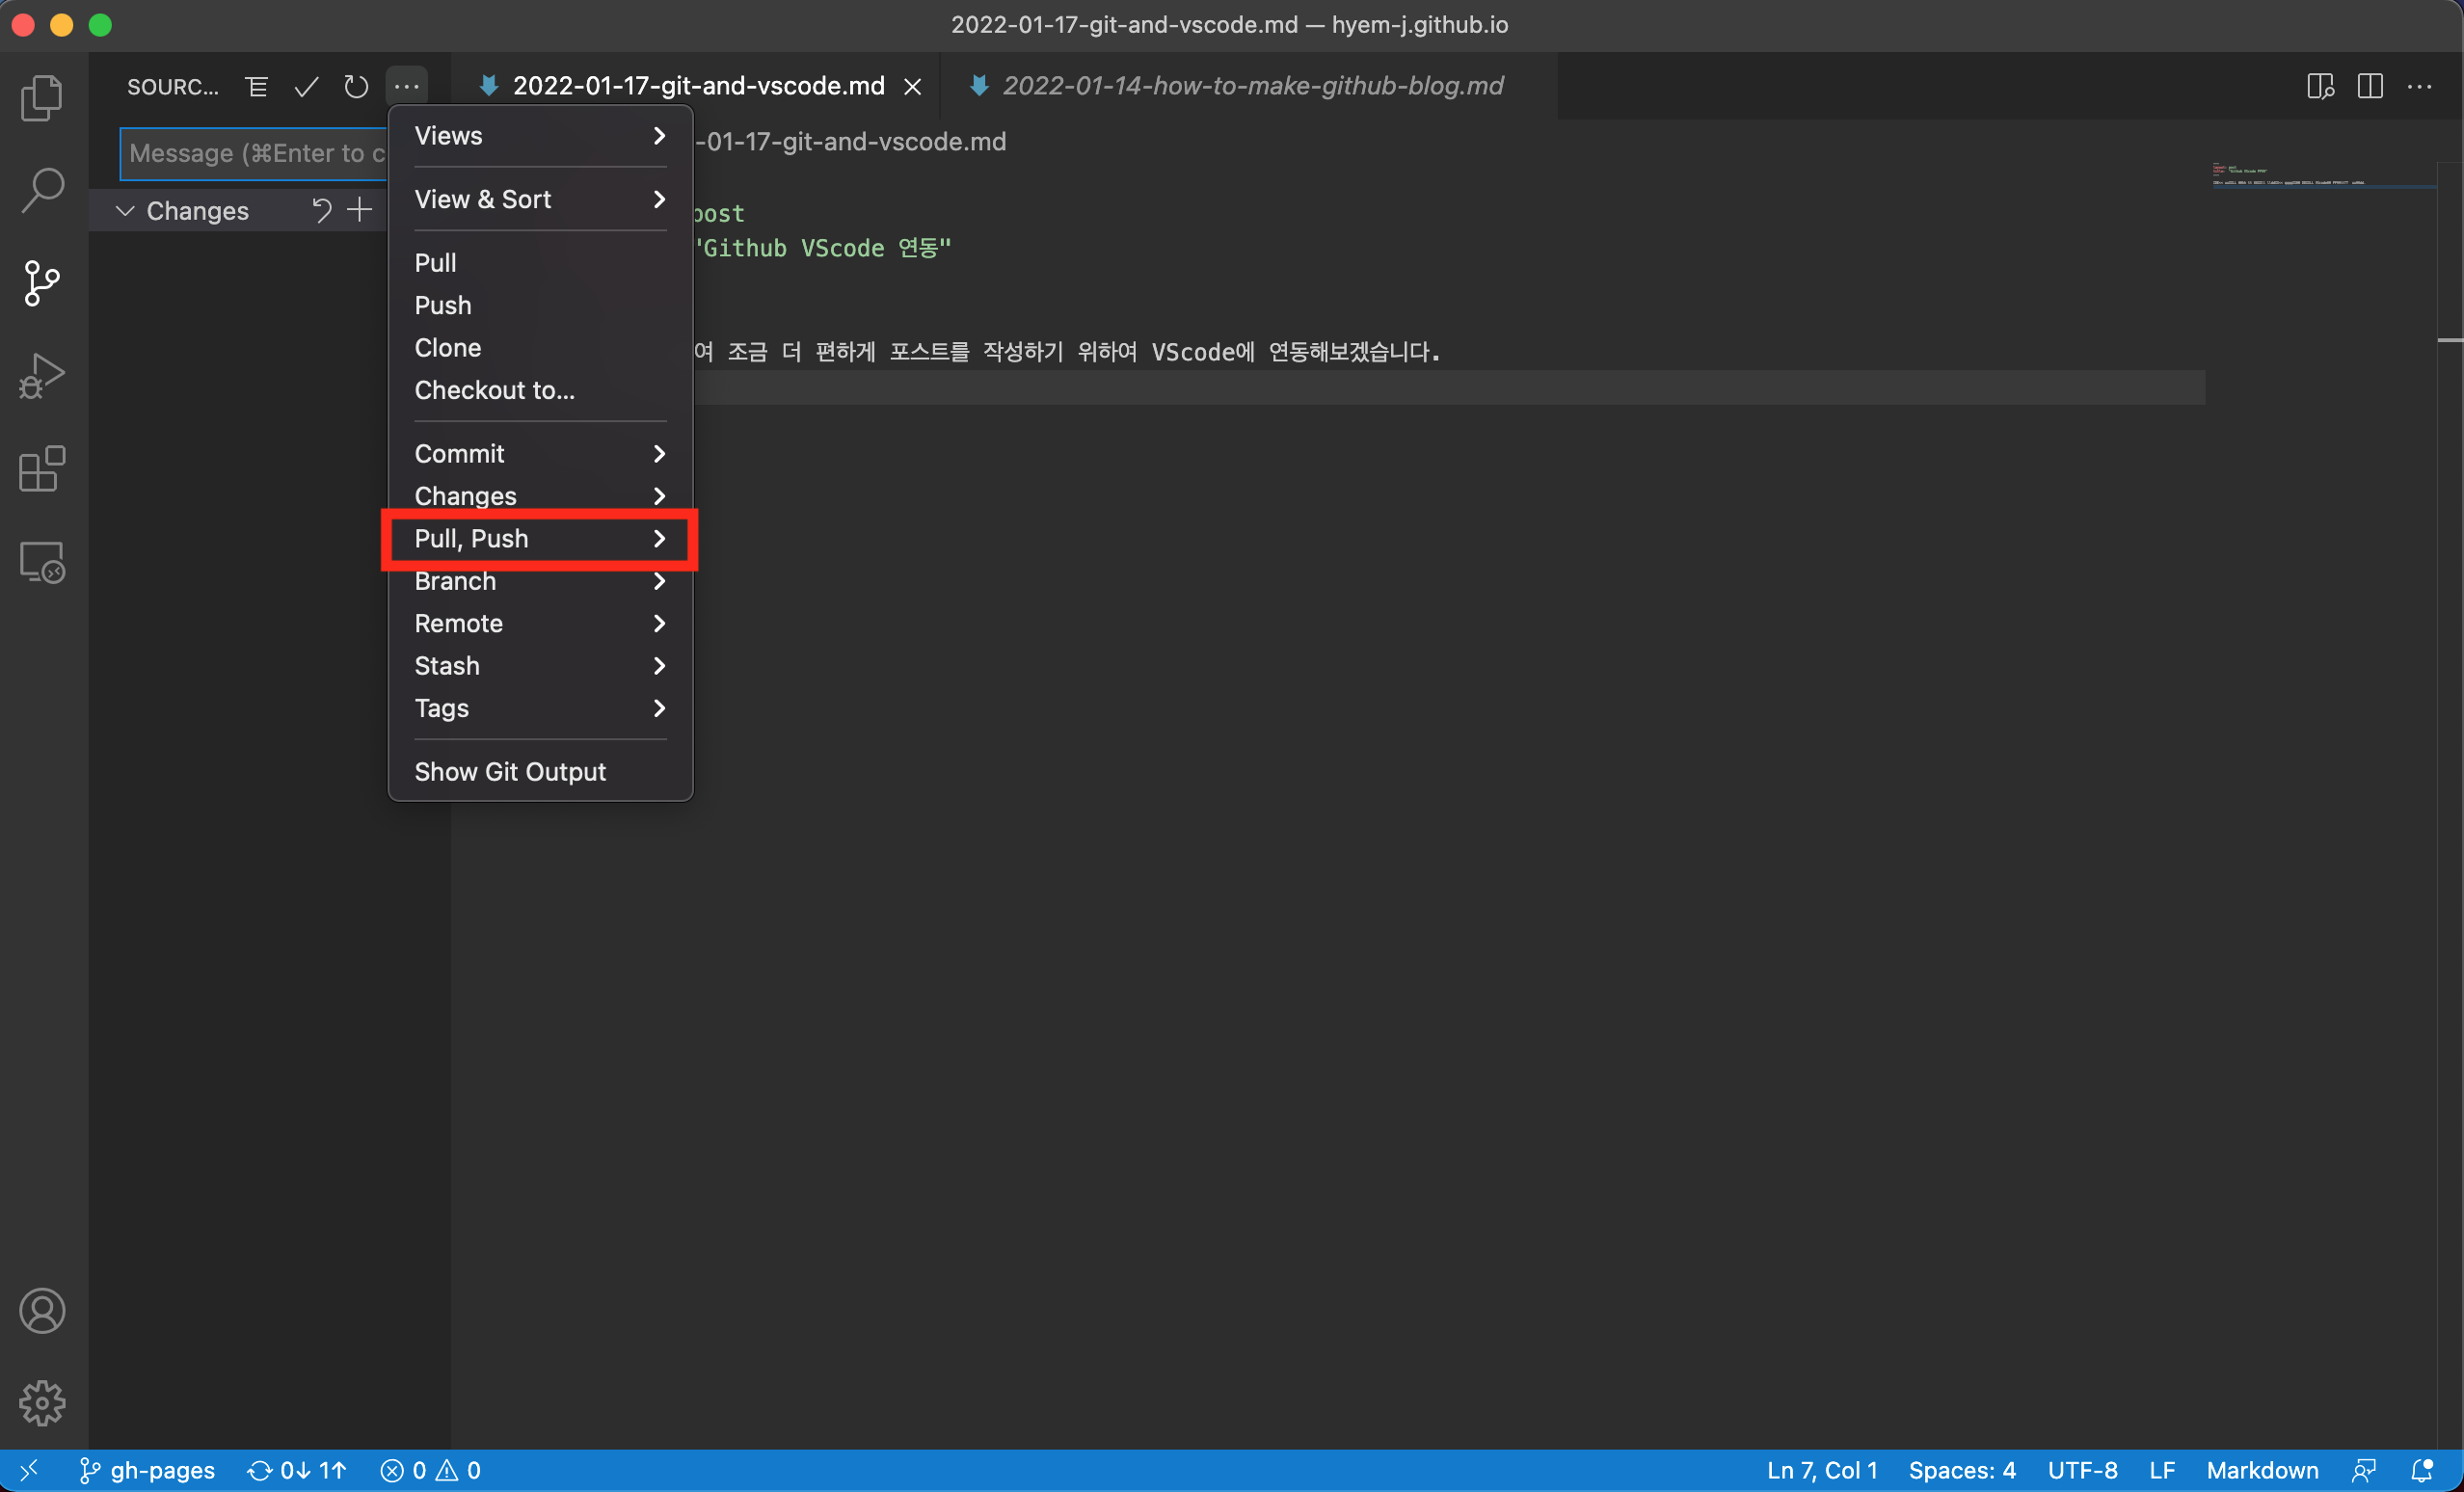 2022-01-17-git-and-vscode.md — hyem-j.github.io
SOURC...
2022-01-17-git-and-vscode.md
2022-01-14-how-to-make-github-blog.md
Message (⌘Enter to c
-01-17-git-and-vscode.md
Changes
post
"Github VScode 연동"
여 조금 더 편하게 포스트를 작성하기 위하여 VScode에 연동해보겠습니다.
Views
View & Sort
Pull
Push
Clone
Checkout to...
Commit
Changes
Pull, Push
Branch
Remote
Stash
Tags
Show Git Output
gh-pages 0↓ 1↑ 0 0 Ln 7, Col 1 Spaces: 4 UTF-8 LF Markdown